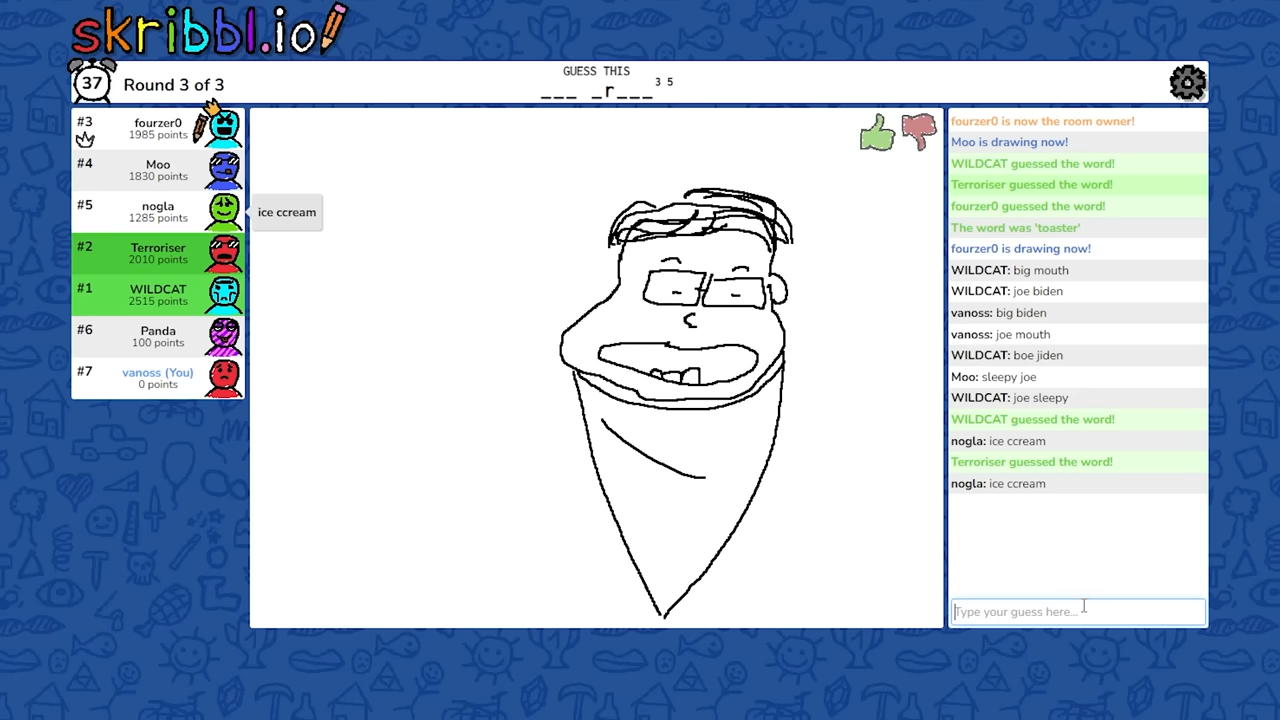 skribbl.io
37
Round 3 of 3
GUESS THIS
___ _r___ 3 5
#3
fourzer0
1985 points
#4
Moo
1830 points
#5
nogla
1285 points
ice ccream
#2
Terroriser
2010 points
#1
WILDCAT
2515 points
#6
Panda
100 points
#7
vanoss (You)
0 points
fourzer0 is now the room owner!
Moo is drawing now!
WILDCAT guessed the word!
Terroriser guessed the word!
fourzer0 guessed the word!
The word was 'toaster'
fourzer0 is drawing now!
WILDCAT: big mouth
WILDCAT: joe biden
vanoss: big biden
vanoss: joe mouth
WILDCAT: boe jiden
Moo: sleepy joe
WILDCAT: joe sleepy
WILDCAT guessed the word!
nogla: ice ccream
Terroriser guessed the word!
nogla: ice ccream
Type your guess here...